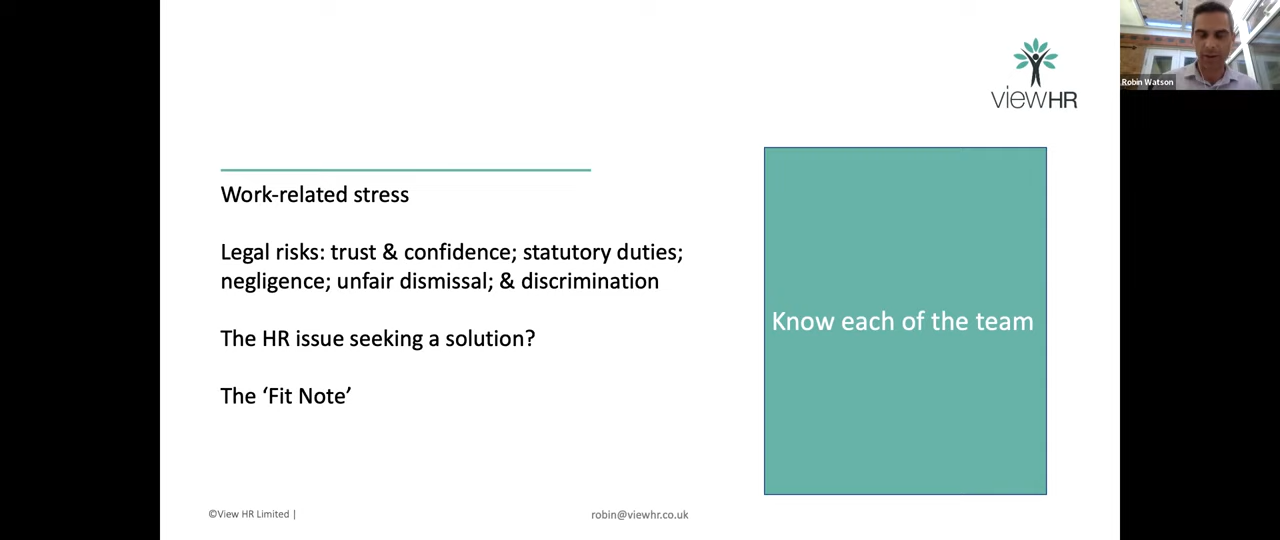 viewHR
Robin Watson
Work-related stress
Legal risks: trust & confidence; statutory duties;
negligence; unfair dismissal; & discrimination
The HR issue seeking a solution?
The ‘Fit Note’
Know each of the team
©View HR Limited |
robin@viewhr.co.uk